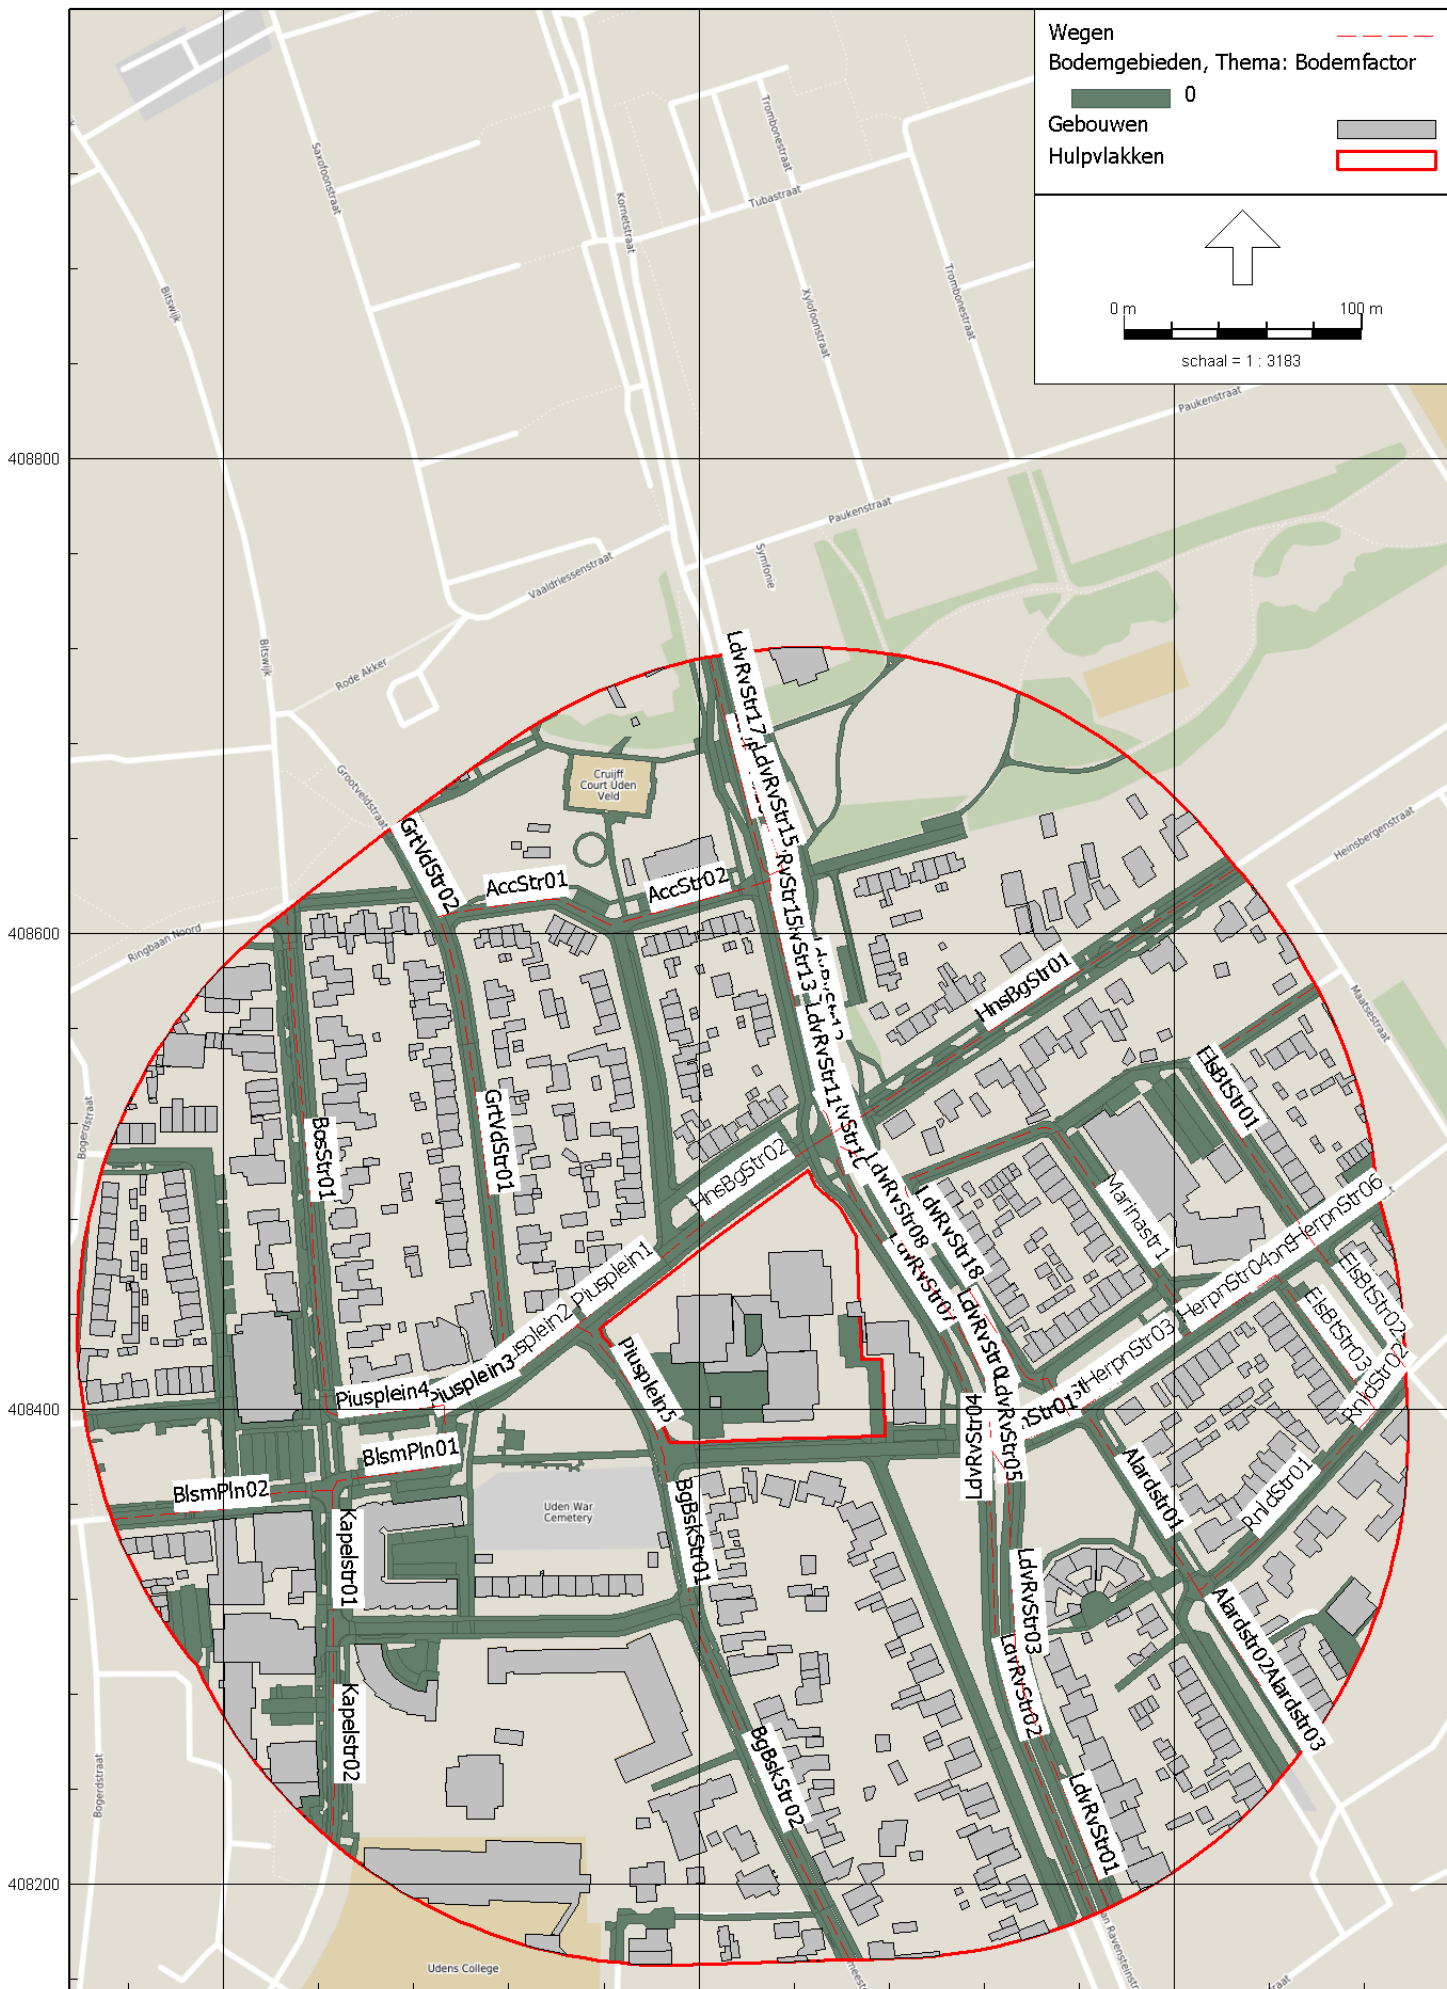 Wegen
Bodemgebieden, Thema: Bodemfactor
0
Gebouwen
Hulpvlakken
0 m
100 m
schaal = 1 : 3183
408800
408600
408400
408200
Saxofoonstraat
Kornetstraat
Trombonestraat
Tubastraat
Bitswijk
Xylofoonstraat
Trombonestraat
Paukenstraat
Paukenstraat
Symfonie
Vaaldriessenstraat
Bitswijk
Rode Akker
Grootveldstraat
Cruijff
Court Uden
Veld
Heinsbergenstraat
Ringbaan Noord
Maatsestraat
Bogerdstraat
LdvRvStr17
LdvRvStr15
RvStr15
GrtVdStr02
AccStr01
AccStr02
HnsBgStr01
LdvRvStr11
ElsBtStr01
BosStr01
GrtVdStr01
HnsBgStr02
LdvRvStr08
LdvRvStr18
LdvRvStr07
Marinastr1
HerpnStr06
HerpnStr04
HerpnStr03
ElsBtStr02
ElsBtStr03
RnldStr02
Piusplein1
Piusplein3
Piusplein4
Piusplein5
BlsmPln01
BlsmPln02
LdvRvStr04
LdvRvStr05
Alardstr01
RnldStr01
Uden War
Cemetery
BgBskStr01
Kapelstr01
LdvRvStr03
LdvRvStr02
Alardstr02
Alardstr03
Kapelstr02
BgBskStr02
LdvRvStr01
Bogerdstraat
Udens College